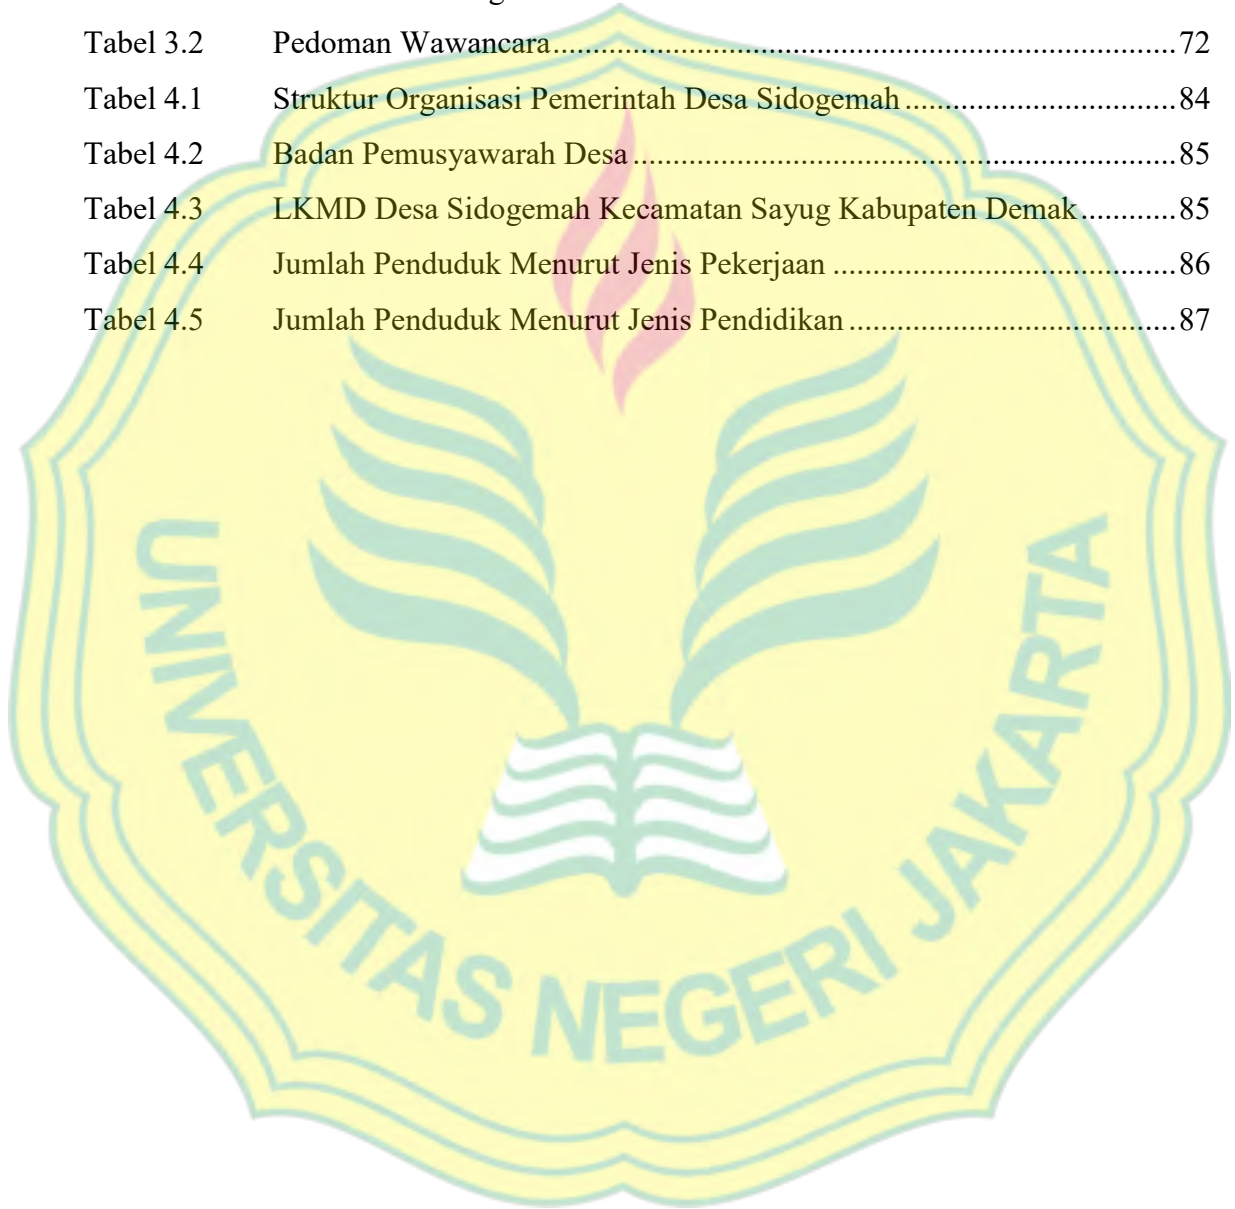 Tabel 3.2 Pedoman Wawancara..........72
Tabel 4.1 Struktur Organisasi Pemerintah Desa Sidogemah..........84
Tabel 4.2 Badan Pemusyawarah Desa..........85
Tabel 4.3 LKMD Desa Sidogemah Kecamatan Sayug Kabupaten Demak..........85
Tabel 4.4 Jumlah Penduduk Menurut Jenis Pekerjaan..........86
Tabel 4.5 Jumlah Penduduk Menurut Jenis Pendidikan..........87
UNIVERSITAS NEGERI JAKARTA